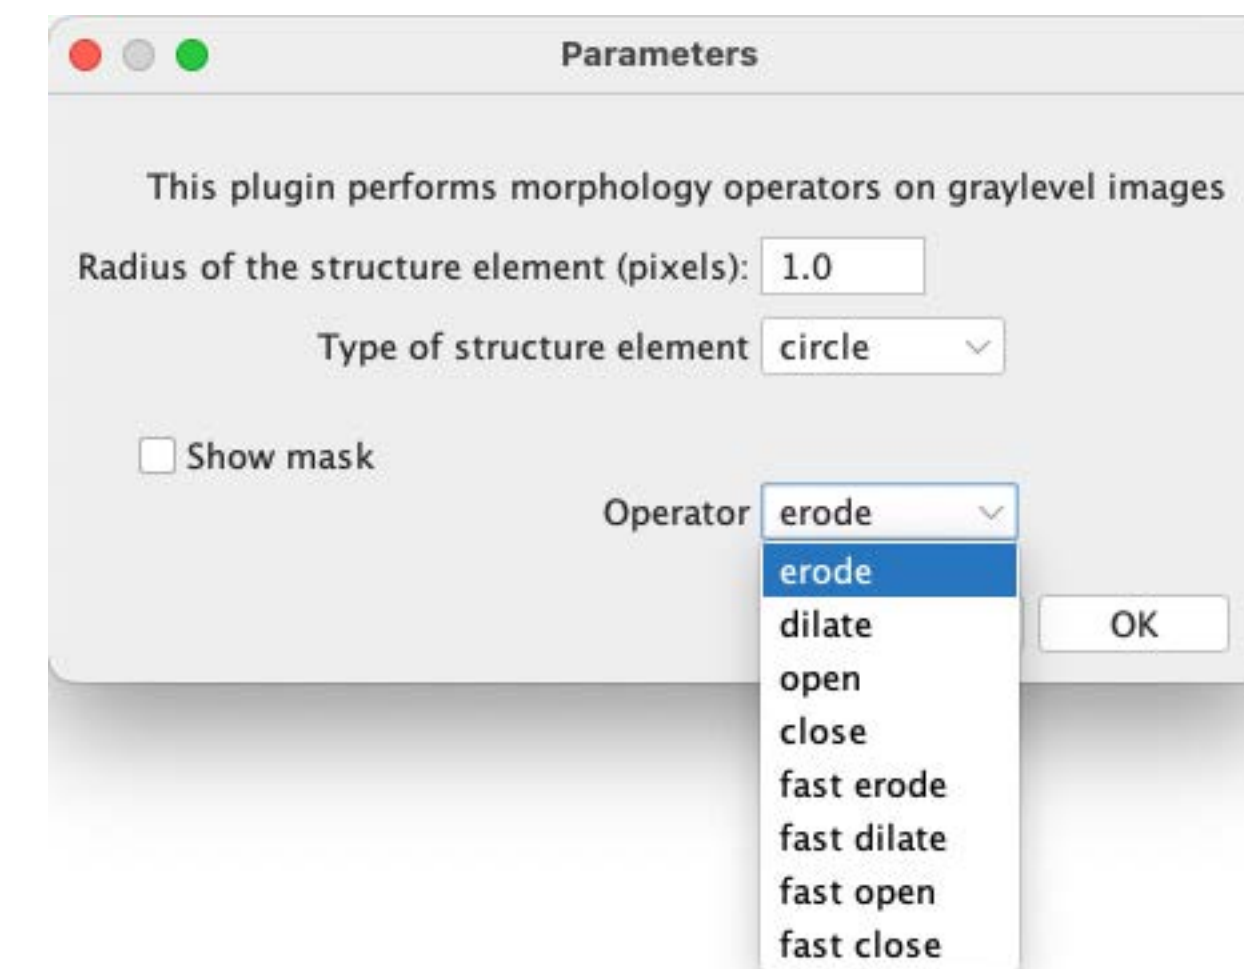 Parameters
This plugin performs morphology operators on graylevel images
Radius of the structure element (pixels): 1.0
Type of structure element circle
Show mask
Operator erode
erode
dilate
OK
open
close
fast erode
fast dilate
fast open
fast close